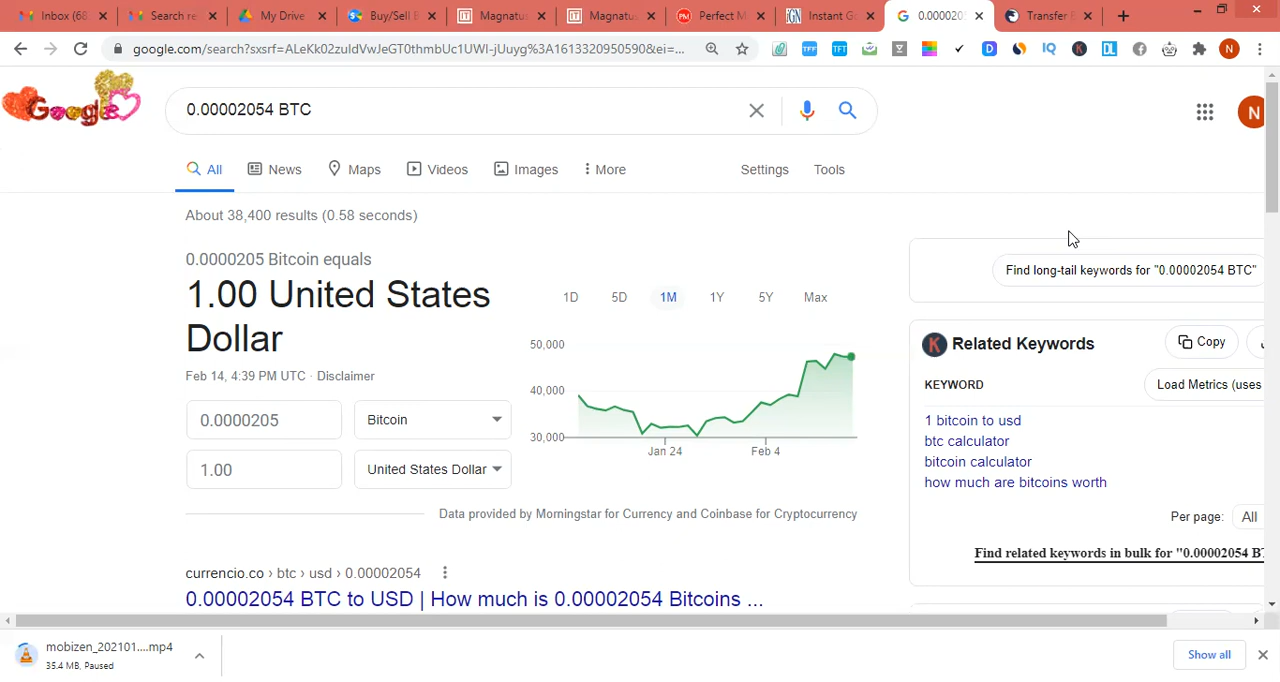 Inbox (68,
Search re
My Drive
Buy/Sell E
Magnatu
Magnatu
Perfect M
Instant Go
0.000020
Transfer E
google.com/search?sxsrf=ALeKk02zuldVwJeGT0thmbUc1UWI-jUuyg%3A1613320950590&ei=...
Google
0.00002054 BTC
N
All
News
Maps
Videos
Images
More
Settings
Tools
About 38,400 results (0.58 seconds)
0.0000205 Bitcoin equals
1.00 United States
Dollar
Feb 14, 4:39 PM UTC · Disclaimer
0.0000205
Bitcoin
1.00
United States Dollar
1D
5D
1M
1Y
5Y
Max
50,000
40,000
30,000
Jan 24
Feb 4
Data provided by Morningstar for Currency and Coinbase for Cryptocurrency
currencio.co › btc › usd › 0.00002054
0.00002054 BTC to USD | How much is 0.00002054 Bitcoins ...
Find long-tail keywords for "0.00002054 BTC"
K
Related Keywords
Copy
KEYWORD
Load Metrics (uses
1 bitcoin to usd
btc calculator
bitcoin calculator
how much are bitcoins worth
Per page:
All
Find related keywords in bulk for "0.00002054 BT
mobizen_202101....mp4
35.4 MB, Paused
Show all